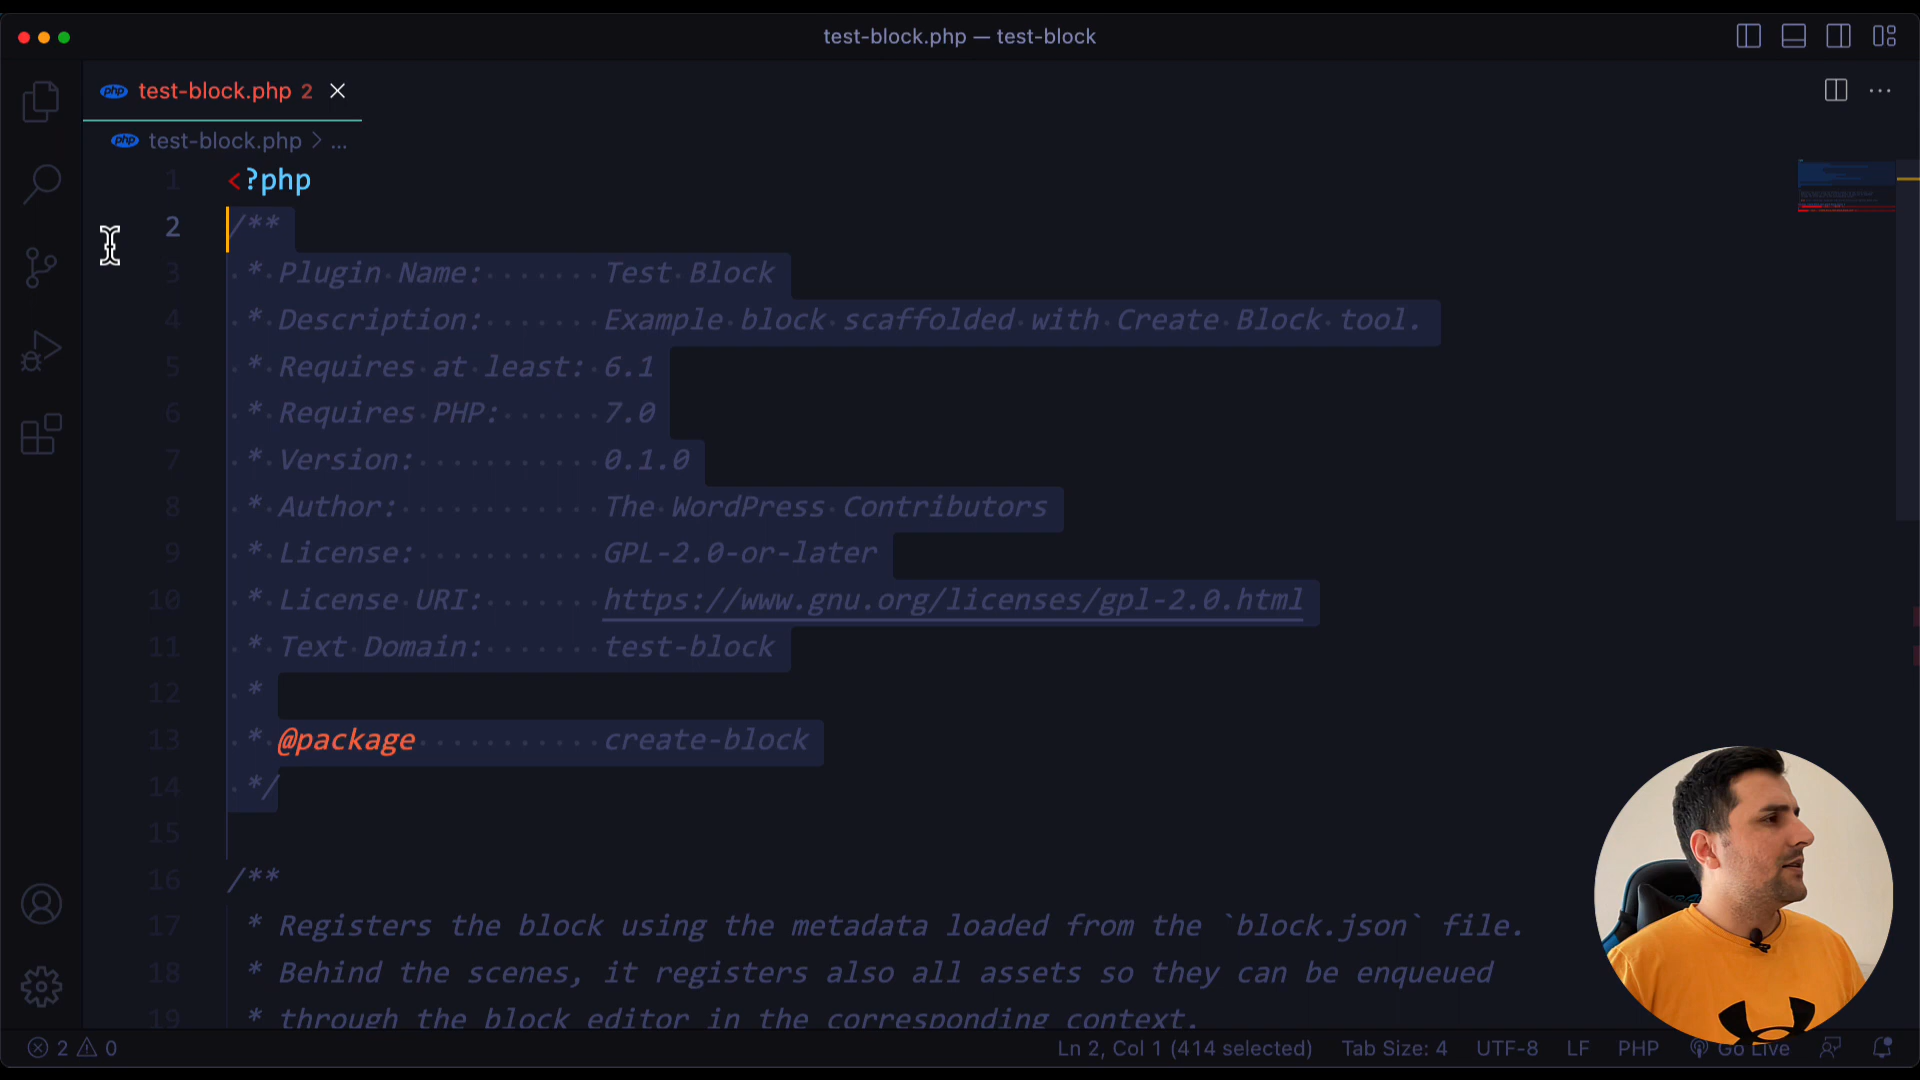 test-block.php — test-block
php test-block.php 2
php test-block.php > ...
1 <?php
2 /**
3 * Plugin Name: Test Block
4 * Description: Example block scaffolded with Create Block tool.
5 * Requires at least: 6.1
6 * Requires PHP: 7.0
7 * Version: 0.1.0
8 * Author: The WordPress Contributors
9 * License: GPL-2.0-or-later
10 * License URI: https://www.gnu.org/licenses/gpl-2.0.html
11 * Text Domain: test-block
12 *
13 * @package create-block
14 */
15
16 /**
17 * Registers the block using the metadata loaded from the `block.json` file.
18 * Behind the scenes, it registers also all assets so they can be enqueued
19 * through the block editor in the corresponding context.
2 0 Ln 2, Col 1 (414 selected) Tab Size: 4 UTF-8 LF PHP Go Live